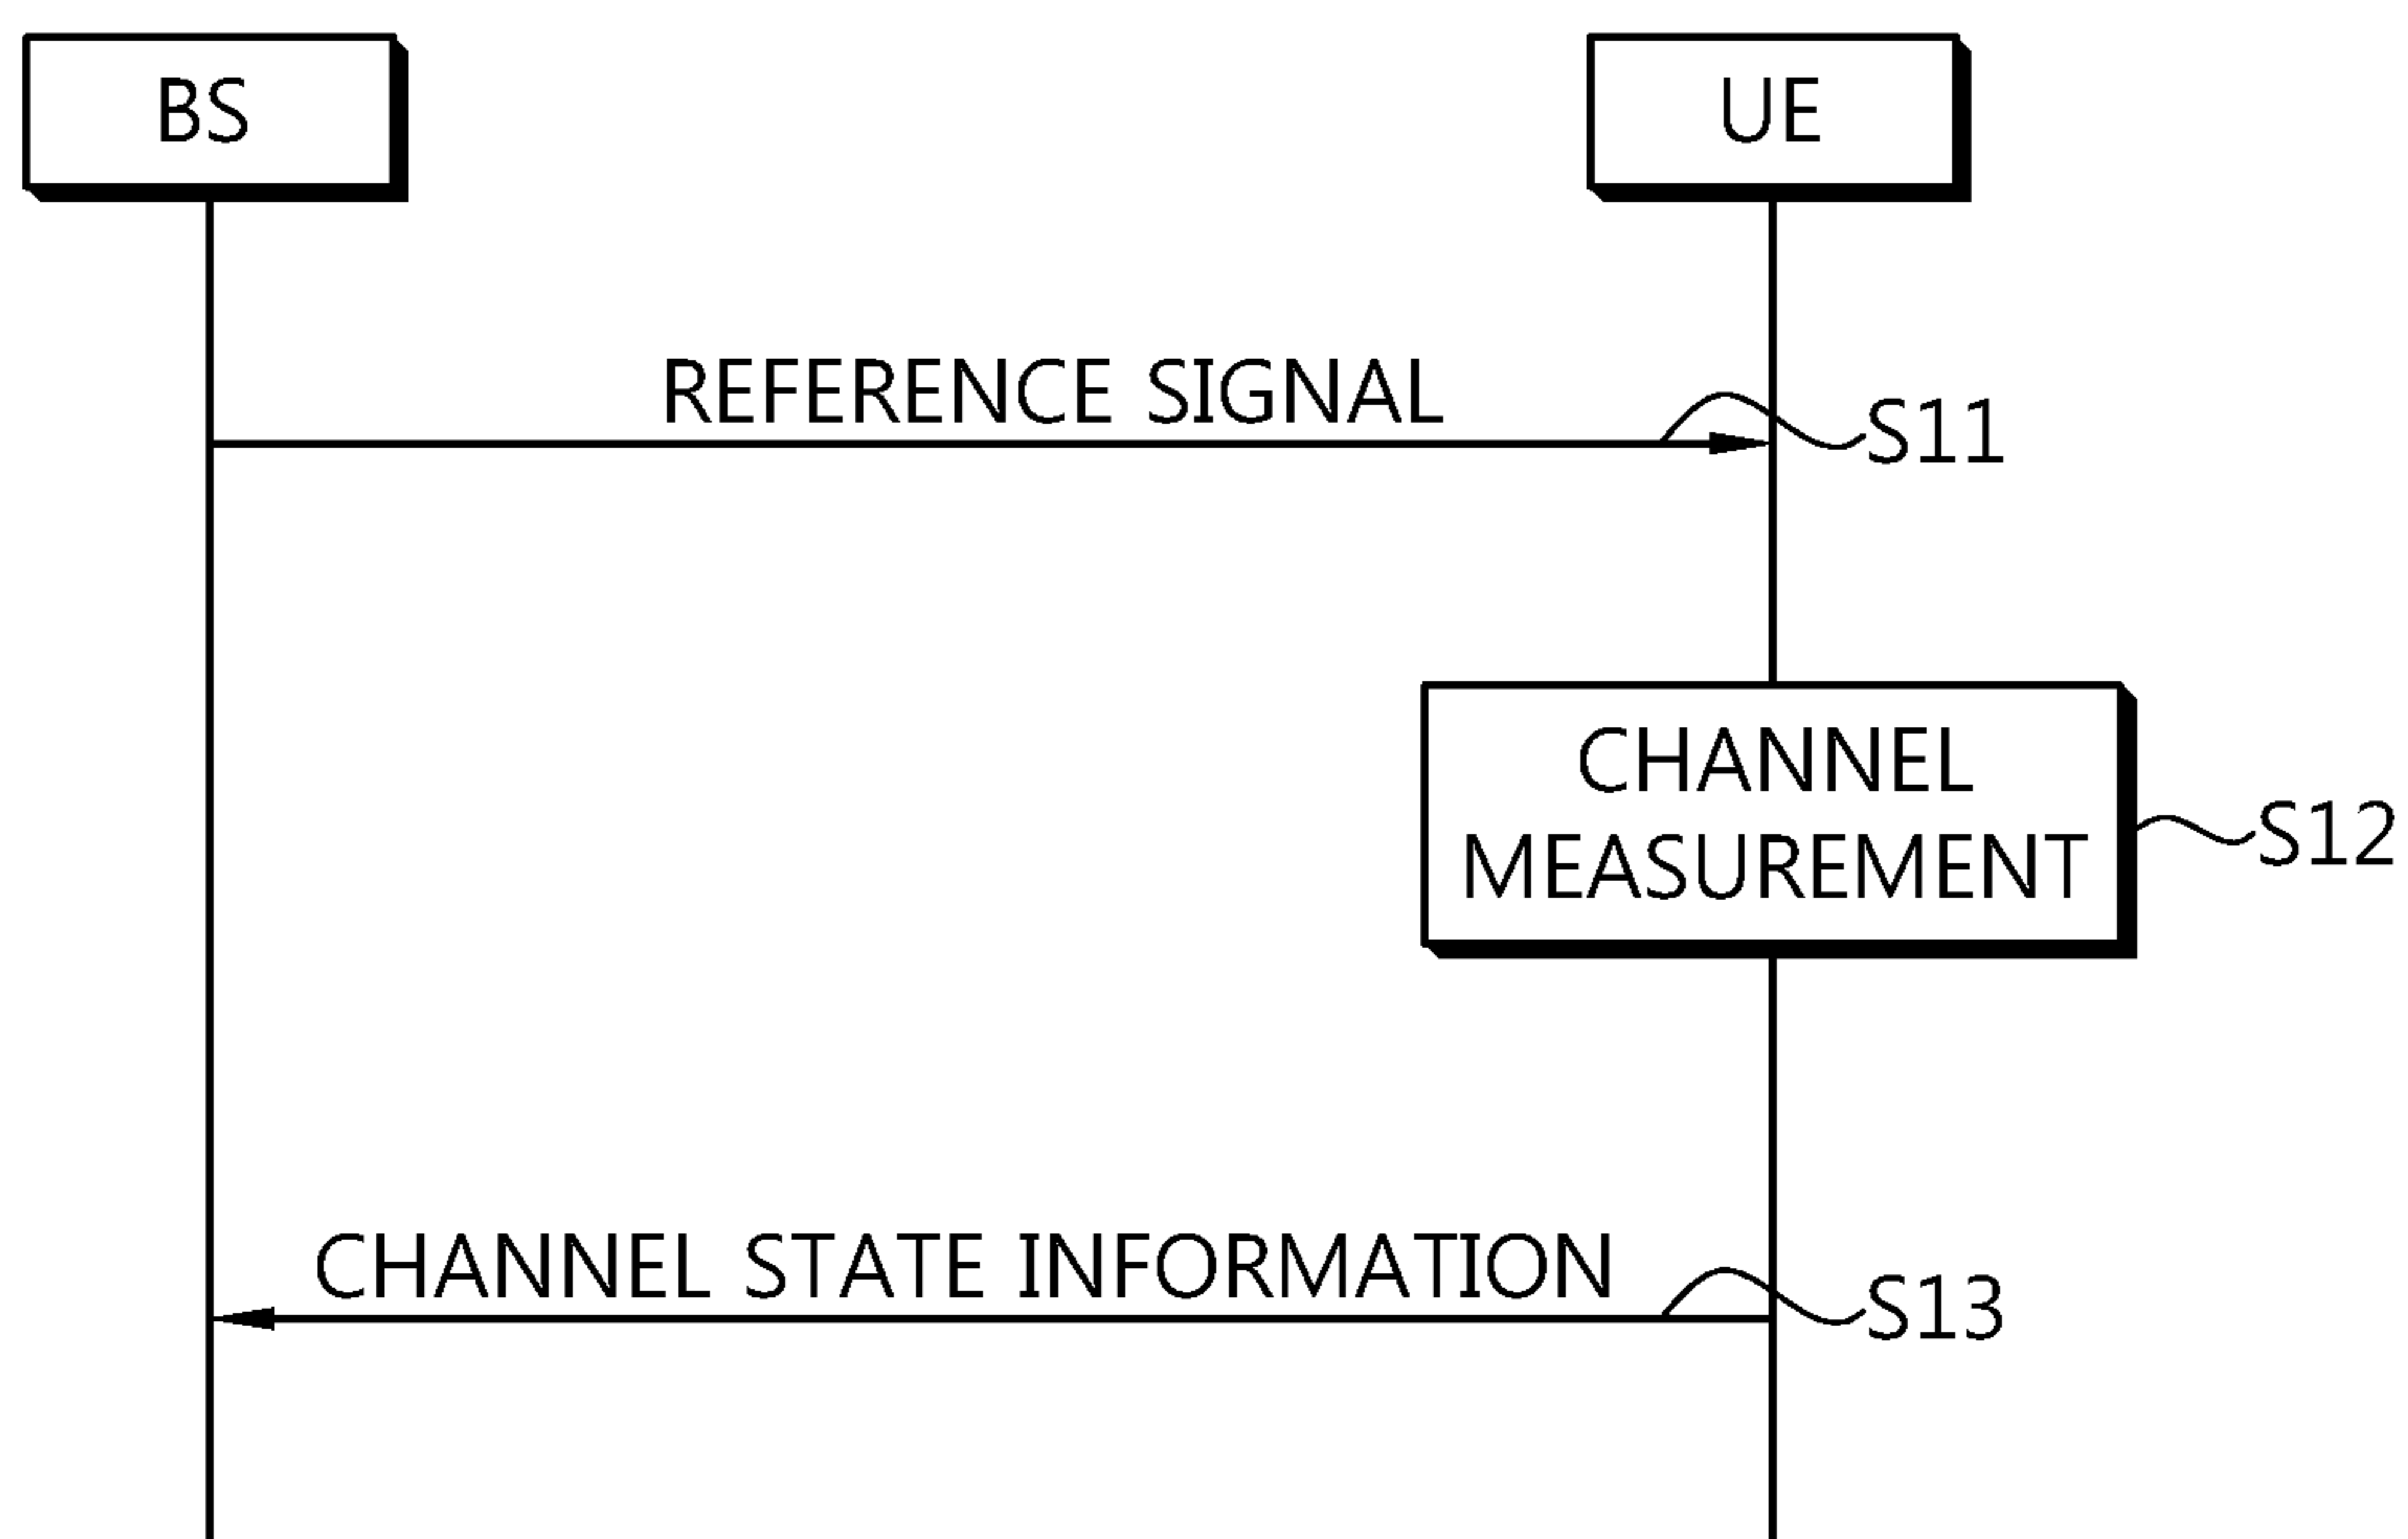 BS
UE
REFERENCE SIGNAL
S11
CHANNEL
MEASUREMENT
S12
CHANNEL STATE INFORMATION
S13